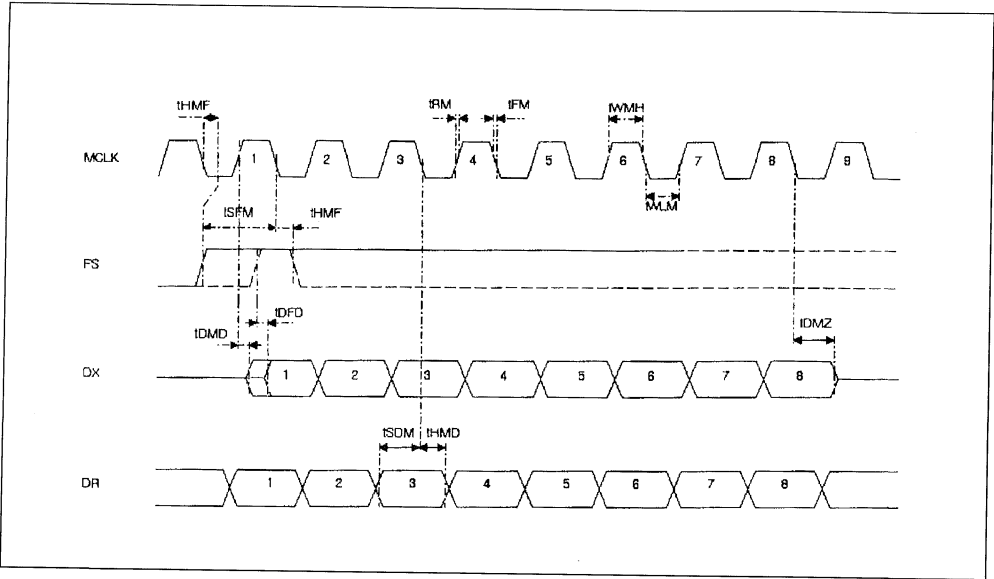 tHMF tRM tFM tWMH
MCLK 1 2 3 4 5 6 7 8 9
tWLM
tSFM tHMF
FS
tDFD
tDMD tDMZ
DX 1 2 3 4 5 6 7 8
tSDM tHMD
DR 1 2 3 4 5 6 7 8